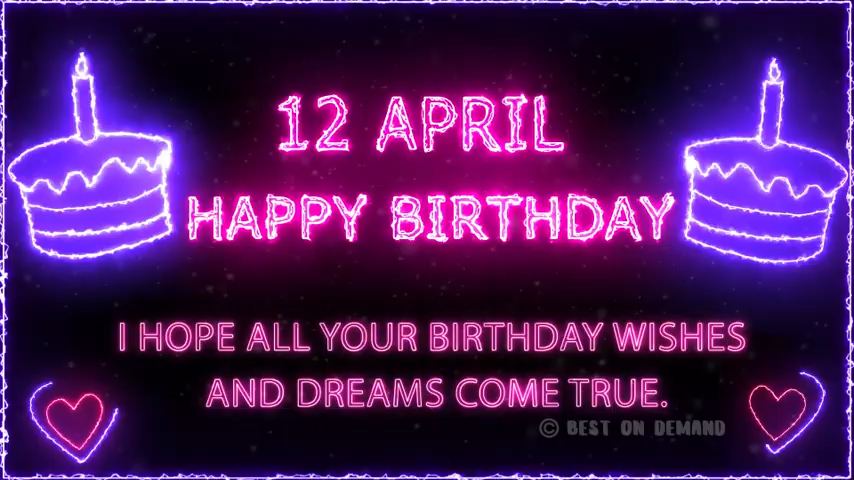 12 APRIL
HAPPY BIRTHDAY
I HOPE ALL YOUR BIRTHDAY WISHES
AND DREAMS COME TRUE.
© BEST ON DEMAND